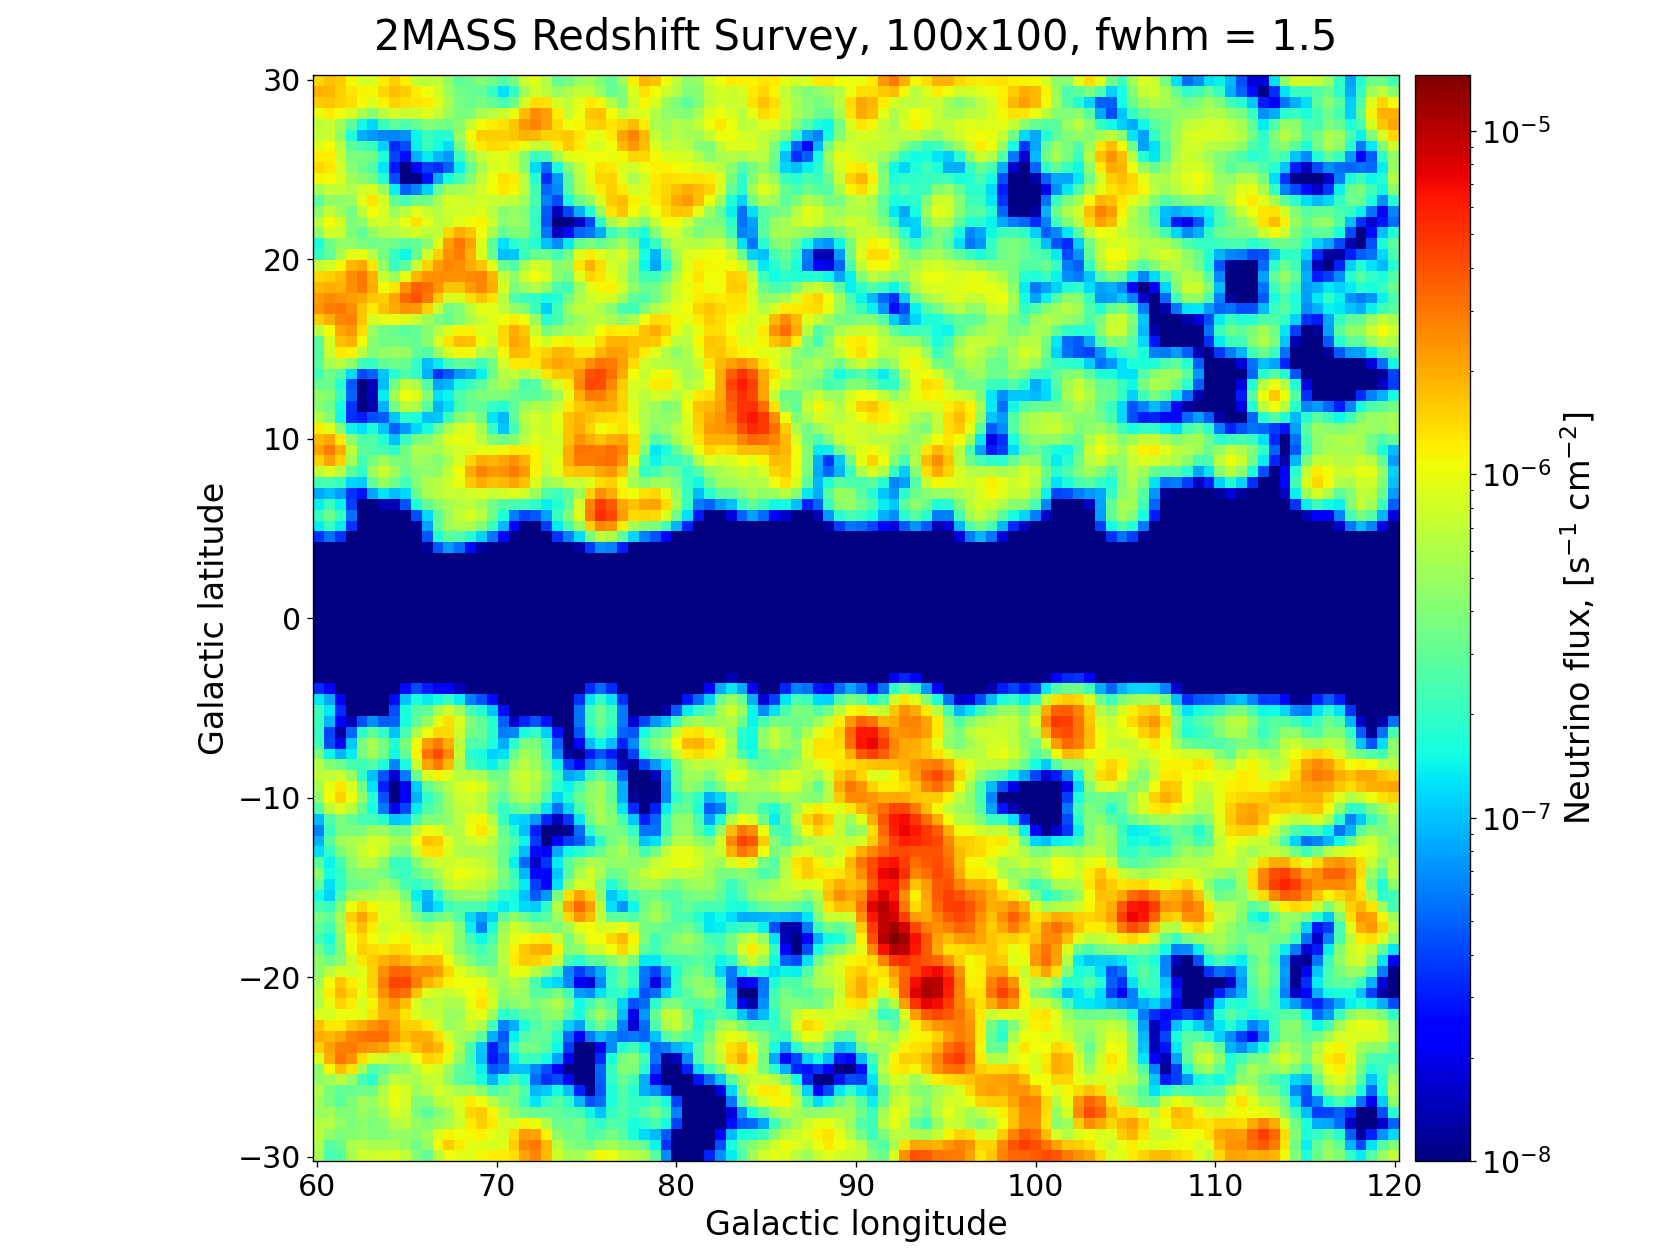 2MASS Redshift Survey, 100x100, fwhm = 1.5
30
20
10
0
−10
−20
−30
Galactic latitude
60 70 80 90 100 110 120
Galactic longitude
10⁻⁵
10⁻⁶
10⁻⁷
10⁻⁸
Neutrino flux, [s⁻¹ cm⁻²]